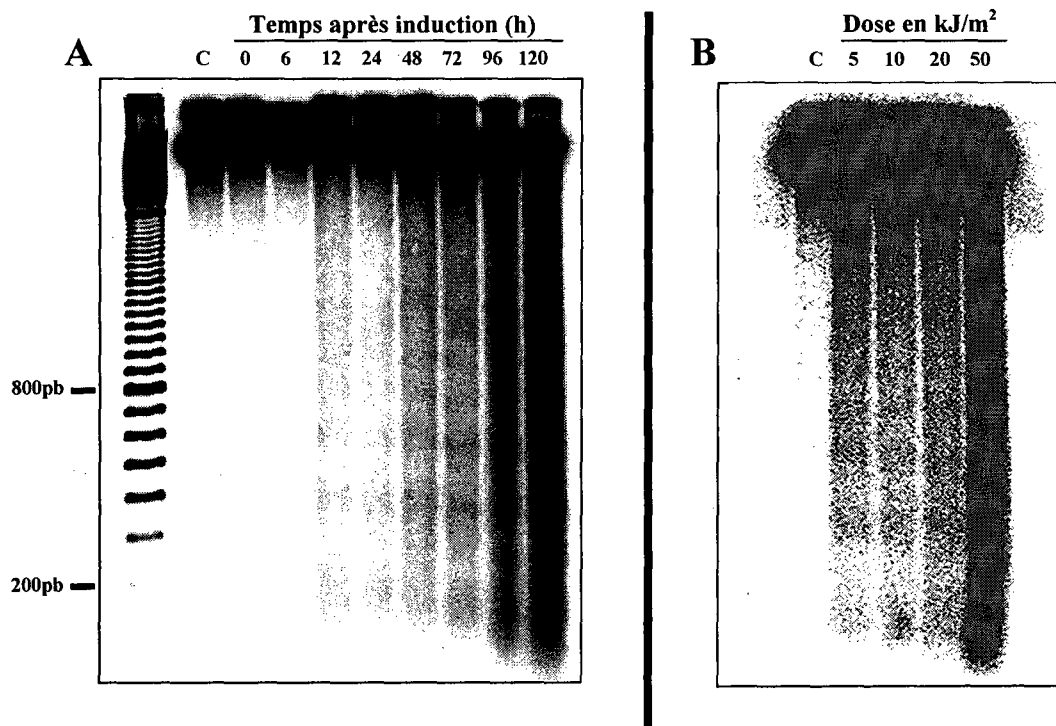 A
Temps après induction (h)
C 0 6 12 24 48 72 96 120
800pb
200pb
B
Dose en kJ/m²
C 5 10 20 50